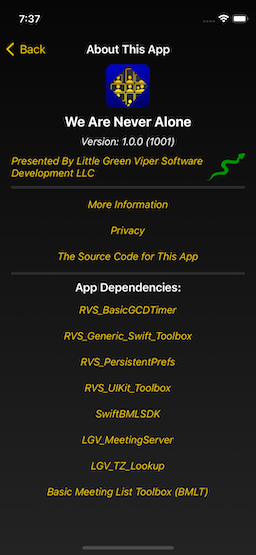 7:37
Back
About This App
We Are Never Alone
Version: 1.0.0 (1001)
Presented By Little Green Viper Software
Development LLC
More Information
Privacy
The Source Code for This App
App Dependencies:
RVS_BasicGCDTimer
RVS_Generic_Swift_Toolbox
RVS_PersistentPrefs
RVS_UIKit_Toolbox
SwiftBMLSDK
LGV_MeetingServer
LGV_TZ_Lookup
Basic Meeting List Toolbox (BMLT)